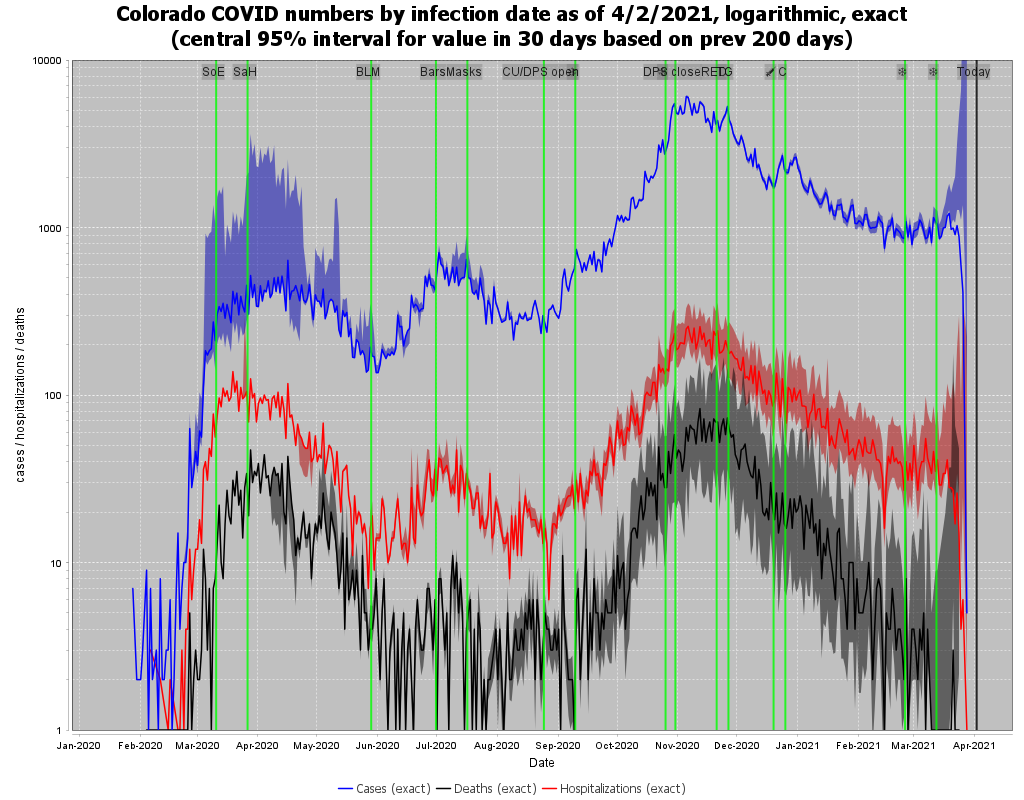 Colorado COVID numbers by infection date as of 4/2/2021, logarithmic, exact
(central 95% interval for value in 30 days based on prev 200 days)
10000
1000
100
10
1
cases / hospitalizations / deaths
SoE SaH BLM Bars Masks CU/DPS open DPS close RED TG C ❄ ❄ Today
Jan-2020 Feb-2020 Mar-2020 Apr-2020 May-2020 Jun-2020 Jul-2020 Aug-2020 Sep-2020 Oct-2020 Nov-2020 Dec-2020 Jan-2021 Feb-2021 Mar-2021 Apr-2021
Date
Cases (exact) Deaths (exact) Hospitalizations (exact)